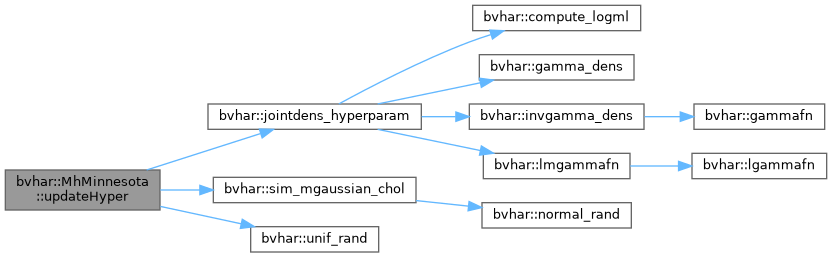 bvhar::compute_logml
bvhar::gamma_dens
bvhar::jointdens_hyperparam
bvhar::invgamma_dens
bvhar::gammafn
bvhar::lmgammafn
bvhar::lgammafn
bvhar::MhMinnesota
::updateHyper
bvhar::sim_mgaussian_chol
bvhar::normal_rand
bvhar::unif_rand